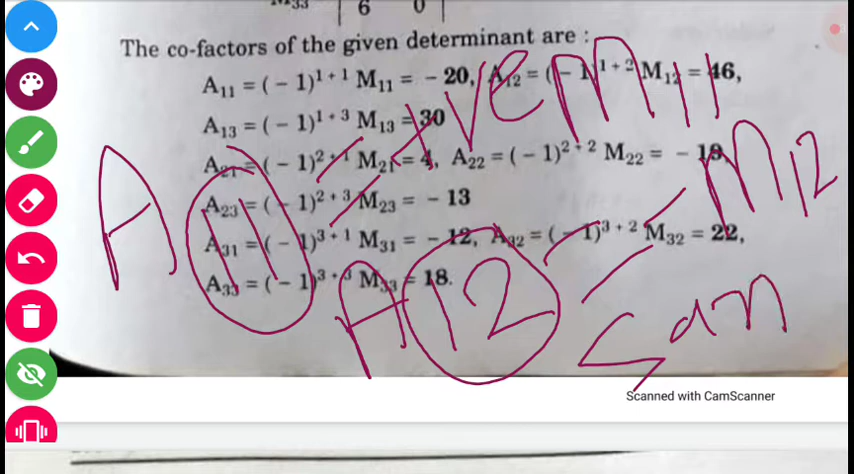 M33 | 6 0 |
The co-factors of the given determinant are :
A11 = ( − 1)1 + 1 M11 = − 20, A12 = ( − 1)1 + 2 M12 = 46,
A13 = ( − 1)1 + 3 M13 = 30
A21 = ( − 1)2 + 1 M21 = 4, A22 = ( − 1)2 + 2 M22 = − 19,
A23 = ( − 1)2 + 3 M23 = − 13
A31 = ( − 1)3 + 1 M31 = − 12, A32 = ( − 1)3 + 2 M32 = 22,
A33 = ( − 1)3 + 3 M33 = 18.
A11 = +ve M11
A12 = − M12
San
Scanned with CamScanner